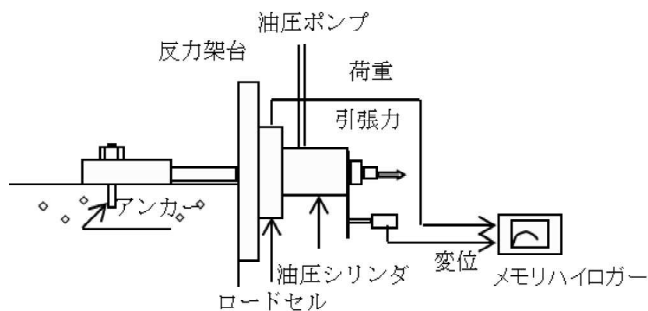 油圧ポンプ
反力架台
荷重
引張力
アンカー
油圧シリンダ
変位
メモリハイロガー
ロードセル